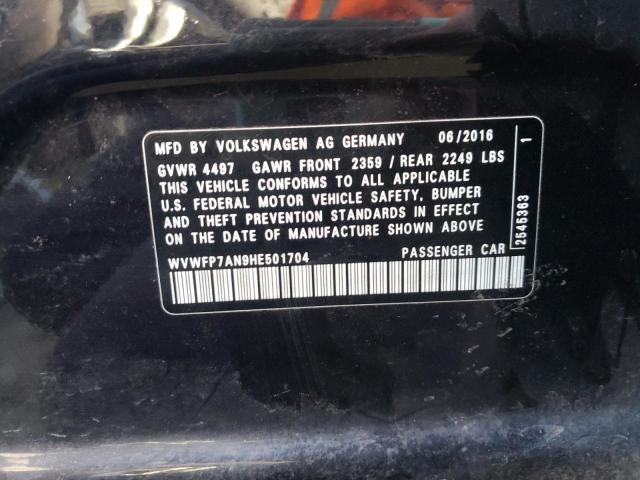 MFD BY VOLKSWAGEN AG GERMANY 06/2016
GVWR 4497 GAWR FRONT 2359 / REAR 2249 LBS
THIS VEHICLE CONFORMS TO ALL APPLICABLE
U.S. FEDERAL MOTOR VEHICLE SAFETY, BUMPER
AND THEFT PREVENTION STANDARDS IN EFFECT
ON THE DATE OF MANUFACTURE SHOWN ABOVE
WVWFP7AN9HE501704 PASSENGER CAR
2545363 1